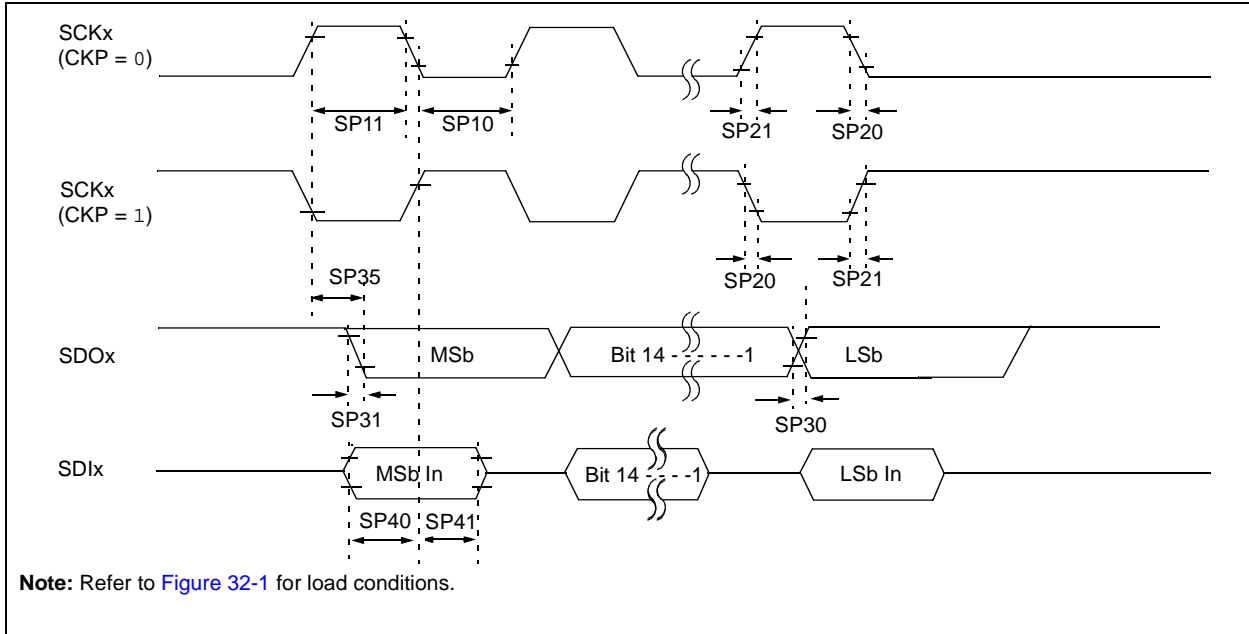 SCKx
(CKP = 0)
SP11
SP10
SP21
SP20
SCKx
(CKP = 1)
SP35
SP20
SP21
SDOx
MSb
Bit 14 - - - - - -1
LSb
SP31
SP30
SDIx
MSb In
Bit 14 - - - -1
LSb In
SP40
SP41
Note: Refer to Figure 32-1 for load conditions.